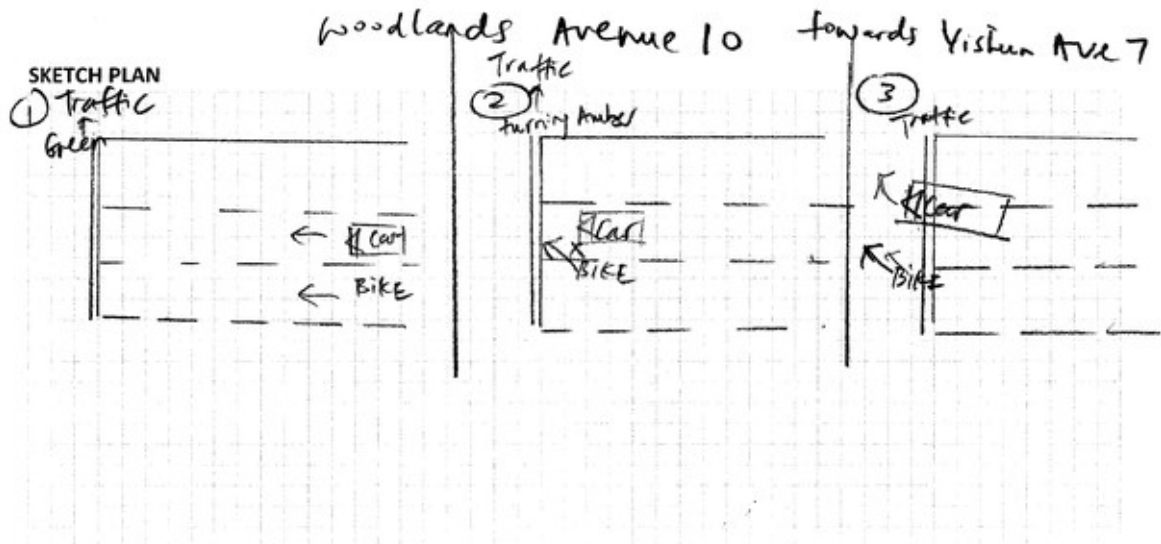 woodlands Avenue 10 towards Yishun Ave 7
SKETCH PLAN
① Traffic
Green
Car
BIKE
Traffic
②
turning Amber
Car
BIKE
③
Traffic
Car
BIKE